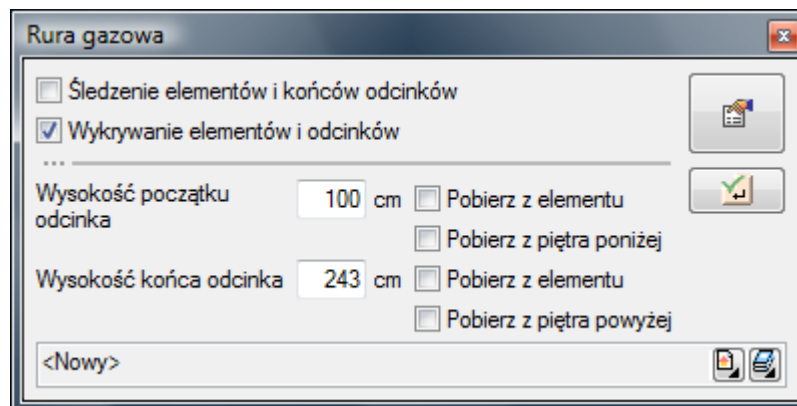 Rura gazowa
Śledzenie elementów i końców odcinków
Wykrywanie elementów i odcinków
Wysokość początku odcinka 100 cm Pobierz z elementu
Pobierz z piętra poniżej
Wysokość końca odcinka 243 cm Pobierz z elementu
Pobierz z piętra powyżej
<Nowy>